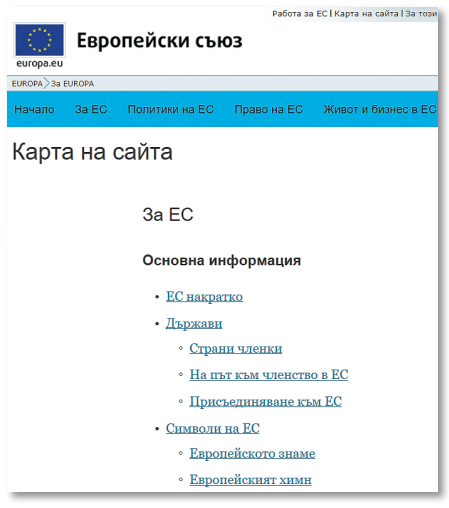 Работа за ЕС | Карта на сайта | За този
Европейски съюз
europa.eu
EUROPA За EUROPA
Начало За ЕС Политики на ЕС Право на ЕС Живот и бизнес в ЕС
Карта на сайта
За ЕС
Основна информация
• ЕС накратко
• Държави
◦ Страни членки
◦ На път към членство в ЕС
◦ Присъединяване към ЕС
• Символи на ЕС
◦ Европейското знаме
◦ Европейският химн